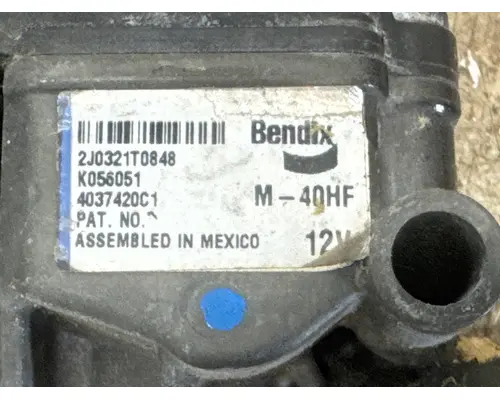 Bendix
2J0321T0848
K056051
4037420C1
M-40HF
PAT. NO.
ASSEMBLED IN MEXICO
12V